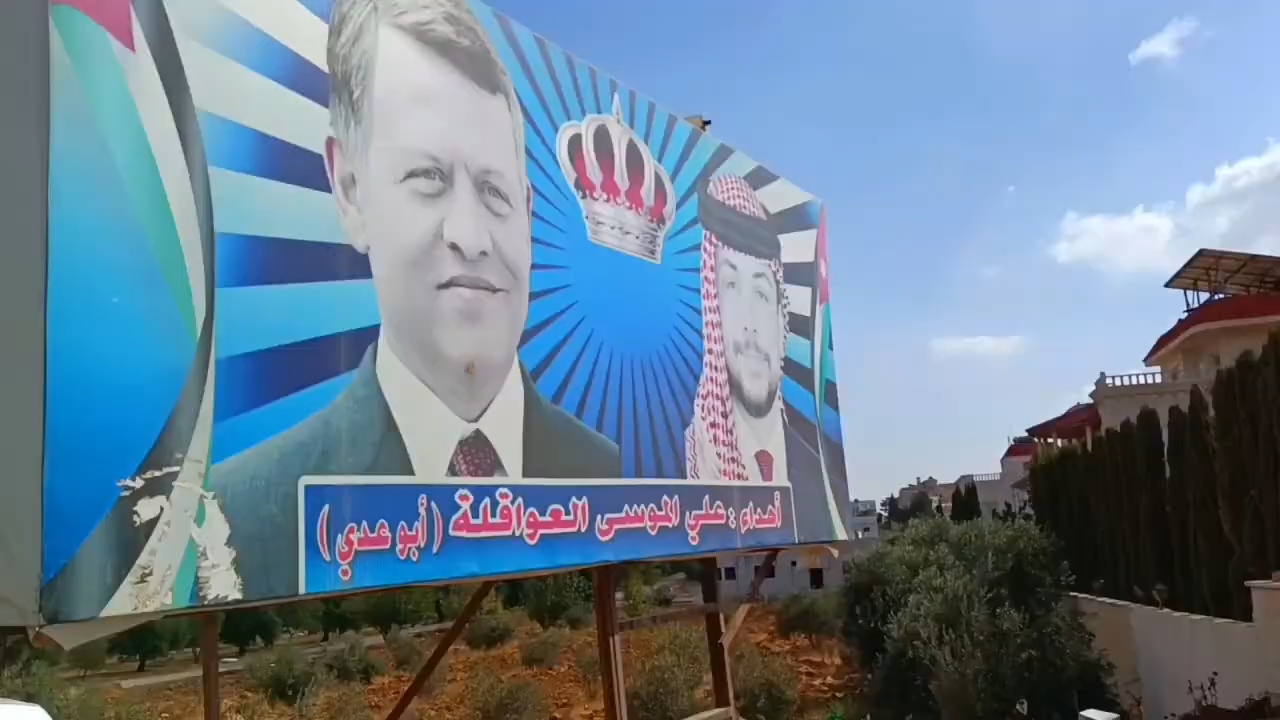 أهداء : علي الموسى العواقلة ( أبو عدي )